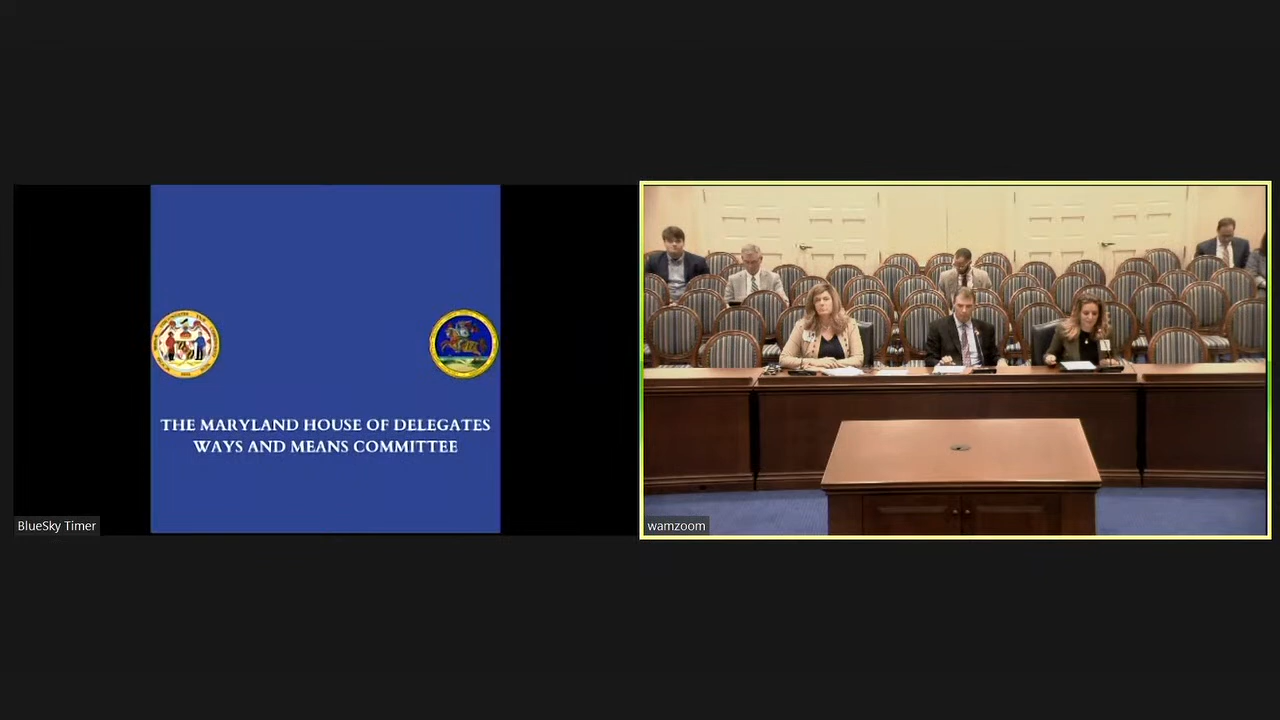 THE MARYLAND HOUSE OF DELEGATES
WAYS AND MEANS COMMITTEE
BlueSky Timer
wamzoom